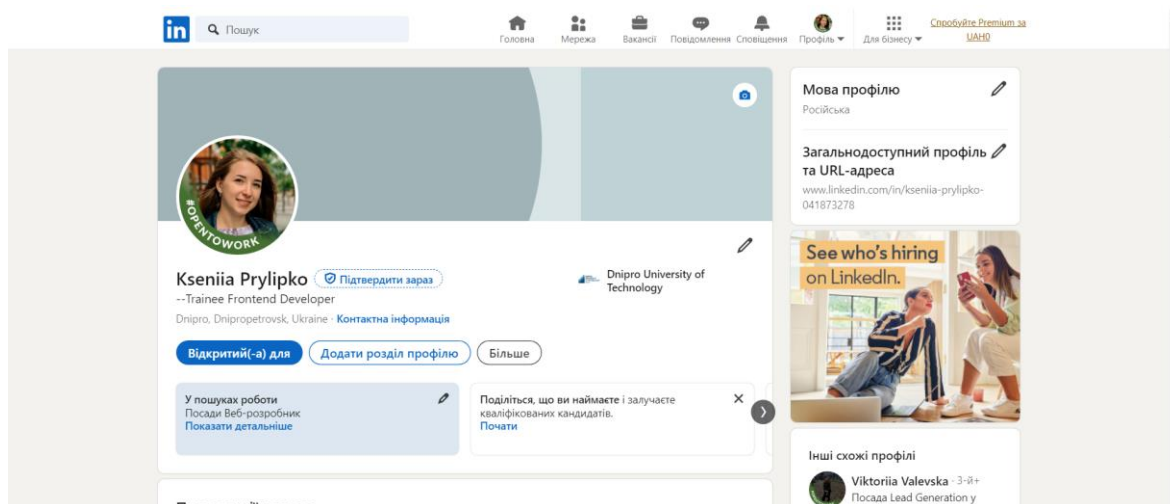 in
Пошук
Головна
Мережа
Вакансії
Повідомлення
Сповіщення
Профіль
Для бізнесу
Спробуйте Premium за
UAH0
#OPENTOWORK
Kseniia Prylipko
Підтвердити зараз
--Trainee Frontend Developer
Dnipro, Dnipropetrovsk, Ukraine · Контактна інформація
Dnipro University of
Technology
Відкритий(-а) для
Додати розділ профілю
Більше
У пошуках роботи
Посади Веб-розробник
Показати детальніше
Поділіться, що ви наймаєте і залучаєте
кваліфікованих кандидатів.
Почати
Мова профілю
Російська
Загальнодоступний профіль
та URL-адреса
www.linkedin.com/in/kseniia-prylipko-
041873278
See who's hiring
on LinkedIn.
Інші схожі профілі
Viktoriia Valevska · 3-й+
Посада Lead Generation у